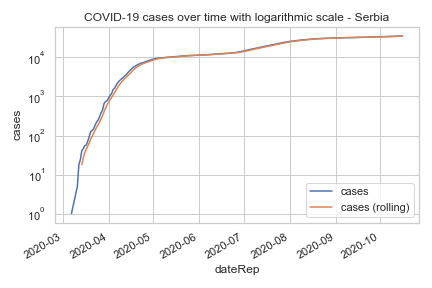 COVID-19 cases over time with logarithmic scale - Serbia
cases
10⁴
10³
10²
10¹
10⁰
cases
cases (rolling)
2020-03
2020-04
2020-05
2020-06
2020-07
2020-08
2020-09
2020-10
dateRep